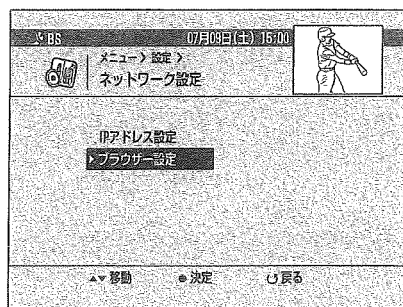 BS 07月09日(土) 15:00
メニュー〉設定〉
ネットワーク設定
IPアドレス設定
ブラウザー設定
▲▼移動 ●決定 ↺戻る